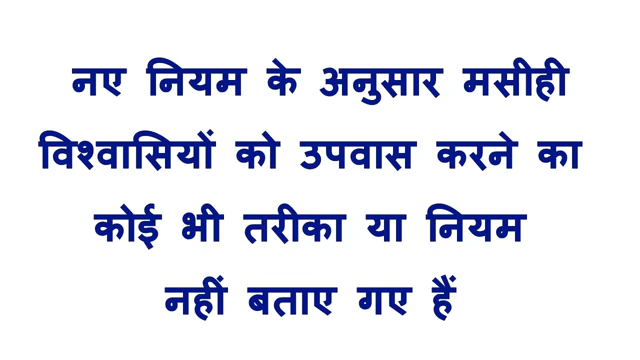 नए नियम के अनुसार मसीही
विश्वासियों को उपवास करने का
कोई भी तरीका या नियम
नहीं बताए गए हैं